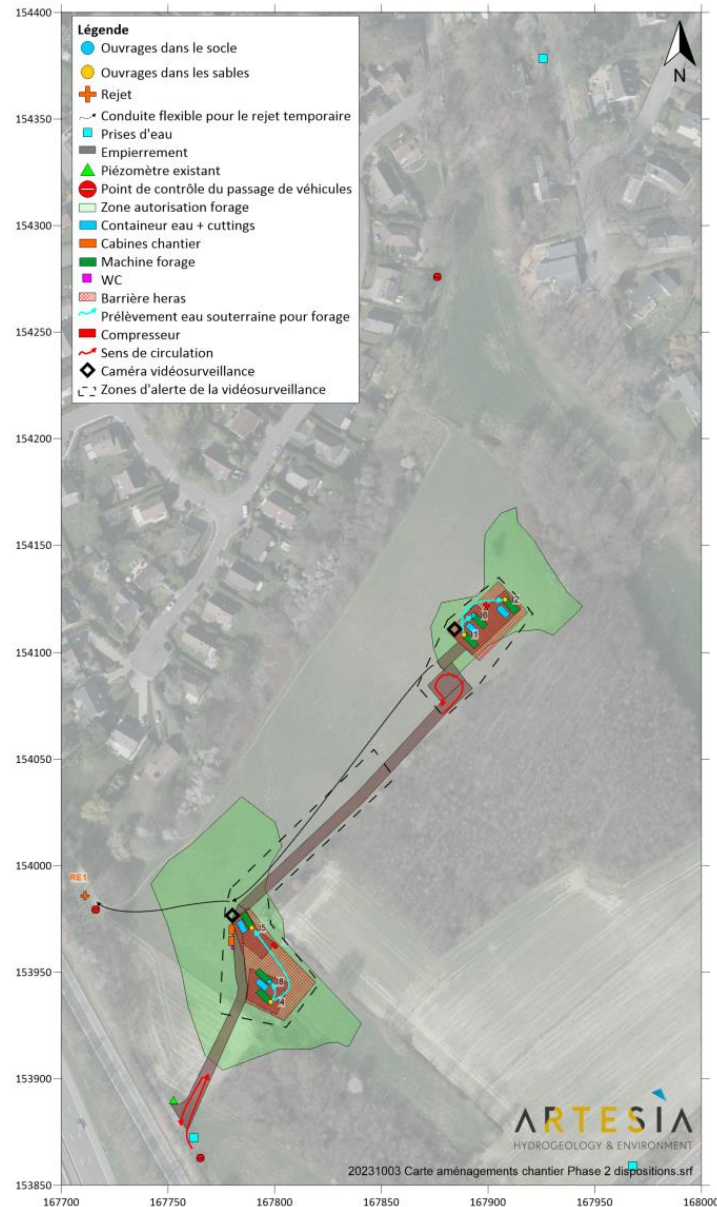 154400
154350
154300
154250
154200
154150
154100
154050
154000
153950
153900
153850
Légende
Ouvrages dans le socle
Ouvrages dans les sables
Rejet
Conduite flexible pour le rejet temporaire
Prises d'eau
Empierrement
Piézomètre existant
Point de contrôle du passage de véhicules
Zone autorisation forage
Containeur eau + cuttings
Cabines chantier
Machine forage
WC
Barrière heras
Prélèvement eau souterraine pour forage
Compresseur
Sens de circulation
Caméra vidéosurveillance
Zones d'alerte de la vidéosurveillance
N
RE1
ARTESIA
HYDROGEOLOGY & ENVIRONMENT
20231003 Carte aménagements chantier Phase 2 dispositions.srf
167700 167750 167800 167850 167900 167950 168000